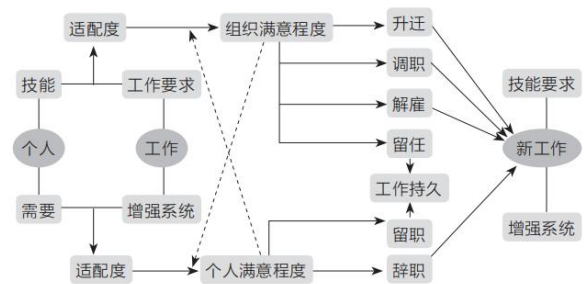 适配度
组织满意程度
升迁
调职
技能
工作要求
技能要求
解雇
个人
工作
留任
新工作
工作持久
需要
增强系统
留职
增强系统
适配度
个人满意程度
辞职